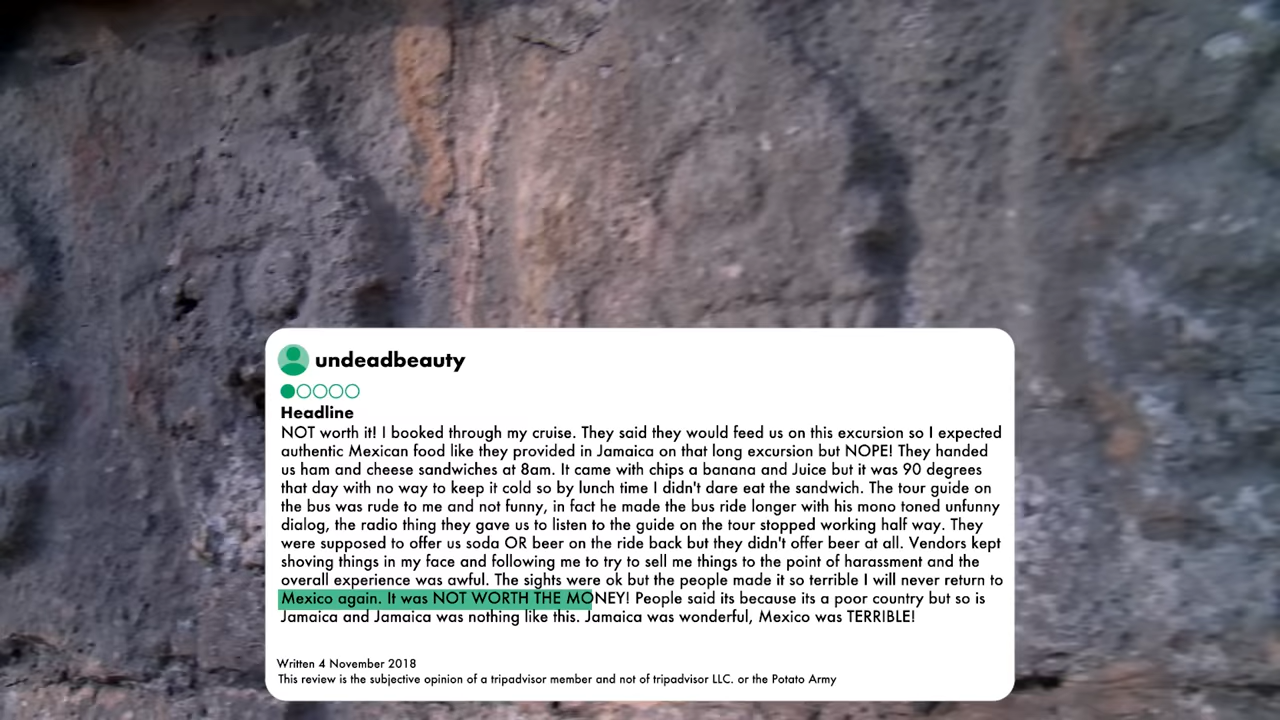 undeadbeauty
Headline
NOT worth it! I booked through my cruise. They said they would feed us on this excursion so I expected
authentic Mexican food like they provided in Jamaica on that long excursion but NOPE! They handed
us ham and cheese sandwiches at 8am. It came with chips a banana and Juice but it was 90 degrees
that day with no way to keep it cold so by lunch time I didn't dare eat the sandwich. The tour guide on
the bus was rude to me and not funny, in fact he made the bus ride longer with his mono toned unfunny
dialog, the radio thing they gave us to listen to the guide on the tour stopped working half way. They
were supposed to offer us soda OR beer on the ride back but they didn't offer beer at all. Vendors kept
shoving things in my face and following me to try to sell me things to the point of harassment and the
overall experience was awful. The sights were ok but the people made it so terrible I will never return to
Mexico again. It was NOT WORTH THE MONEY! People said its because its a poor country but so is
Jamaica and Jamaica was nothing like this. Jamaica was wonderful, Mexico was TERRIBLE!
Written 4 November 2018
This review is the subjective opinion of a tripadvisor member and not of tripadvisor LLC. or the Potato Army